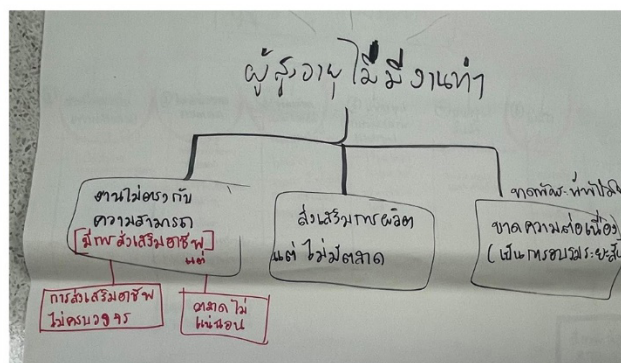 ผู้สูงอายุไม่มีงานทำ
งานไม่ตรงกับ
ความสามารถ
[มีการส่งเสริมอาชีพ]
แต่
การส่งเสริมอาชีพ
ไม่ครบวงจร
ตลาดไม่
แน่นอน
ส่งเสริมการผลิต
แต่ ไม่มีตลาด
ขาดทักษะ
ขาดความต่อเนื่อง
(เป็นการอบรมระยะสั้น